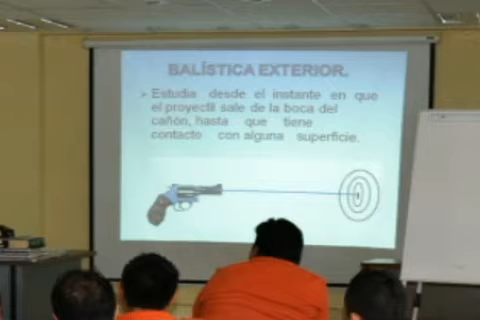 BALÍSTICA EXTERIOR.
➢ Estudia desde el instante en que
el proyectil sale de la boca del
cañón, hasta que tiene
contacto con alguna superficie.